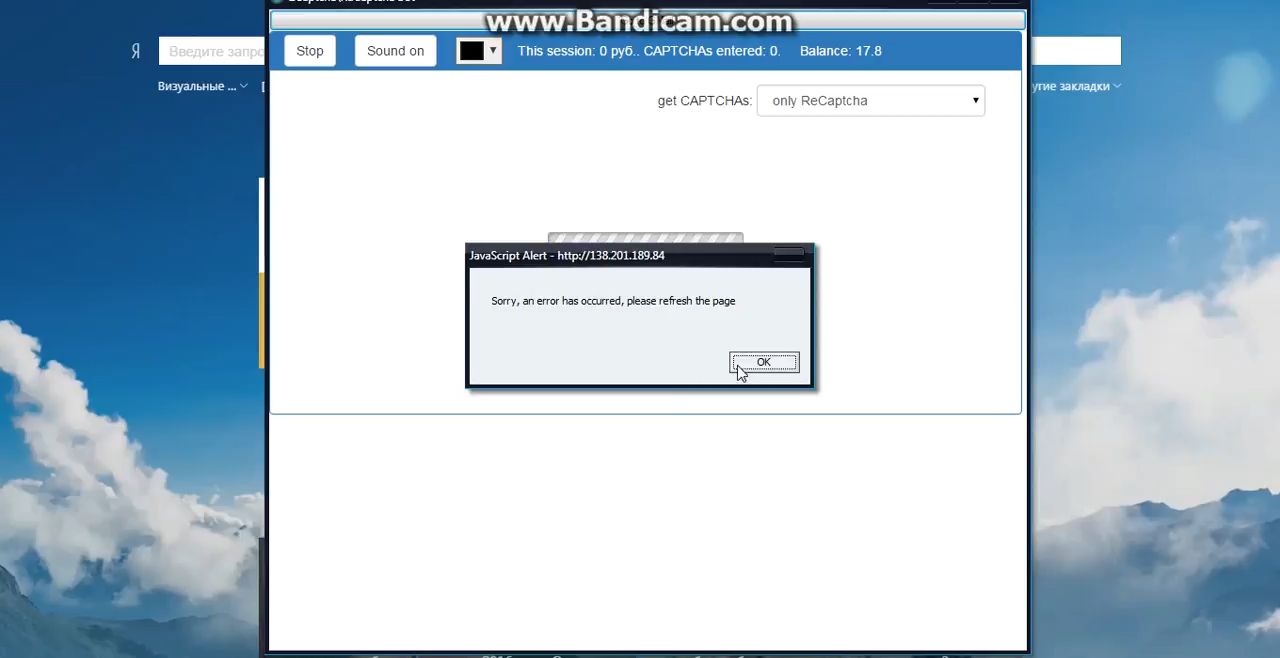 www.Bandicam.com
Я
Введите запро
Stop
Sound on
This session: 0 руб.. CAPTCHAs entered: 0.
Balance: 17.8
Визуальные ...
угие закладки
get CAPTCHAs:
only ReCaptcha
JavaScript Alert - http://138.201.189.84
Sorry, an error has occurred, please refresh the page
OK